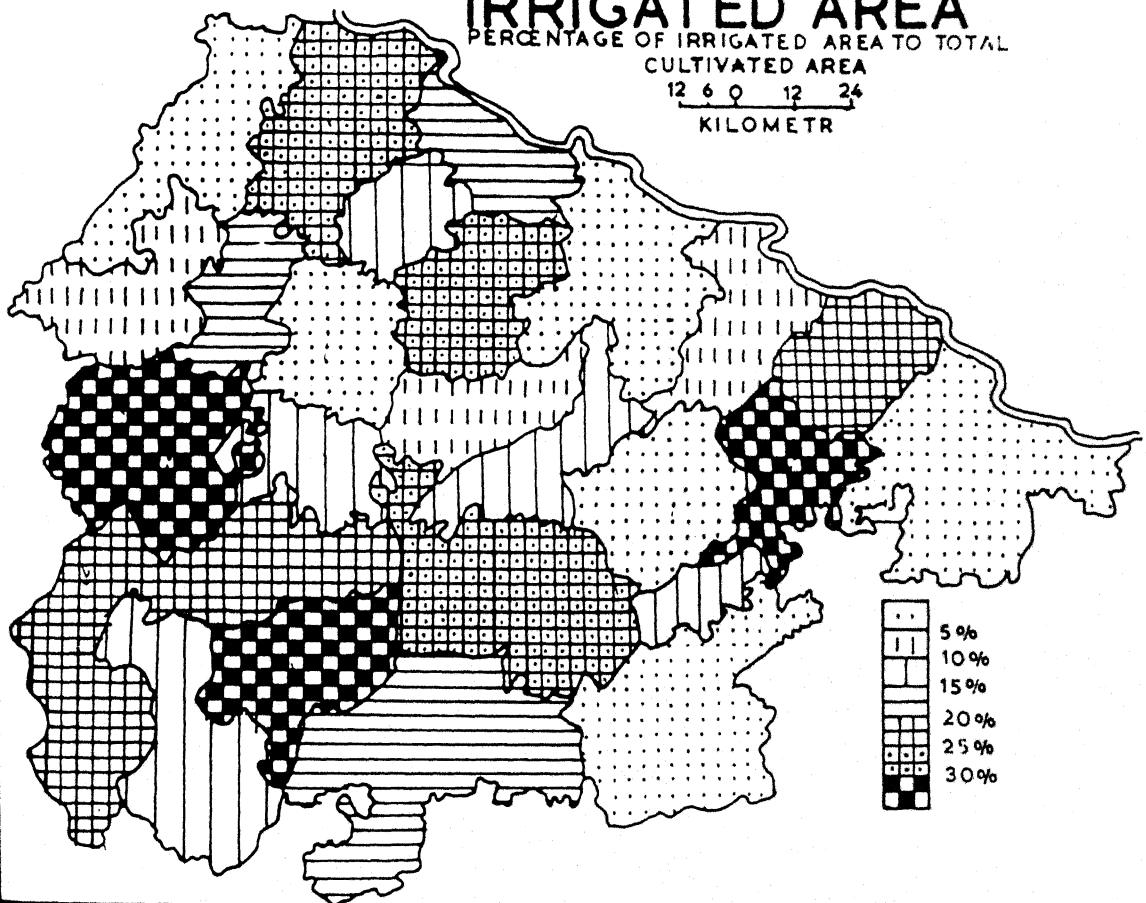 IRRIGATED AREA
PERCENTAGE OF IRRIGATED AREA TO TOTAL
CULTIVATED AREA
12 6 0 12 24
KILOMETR
5%
10%
15%
20%
25%
30%